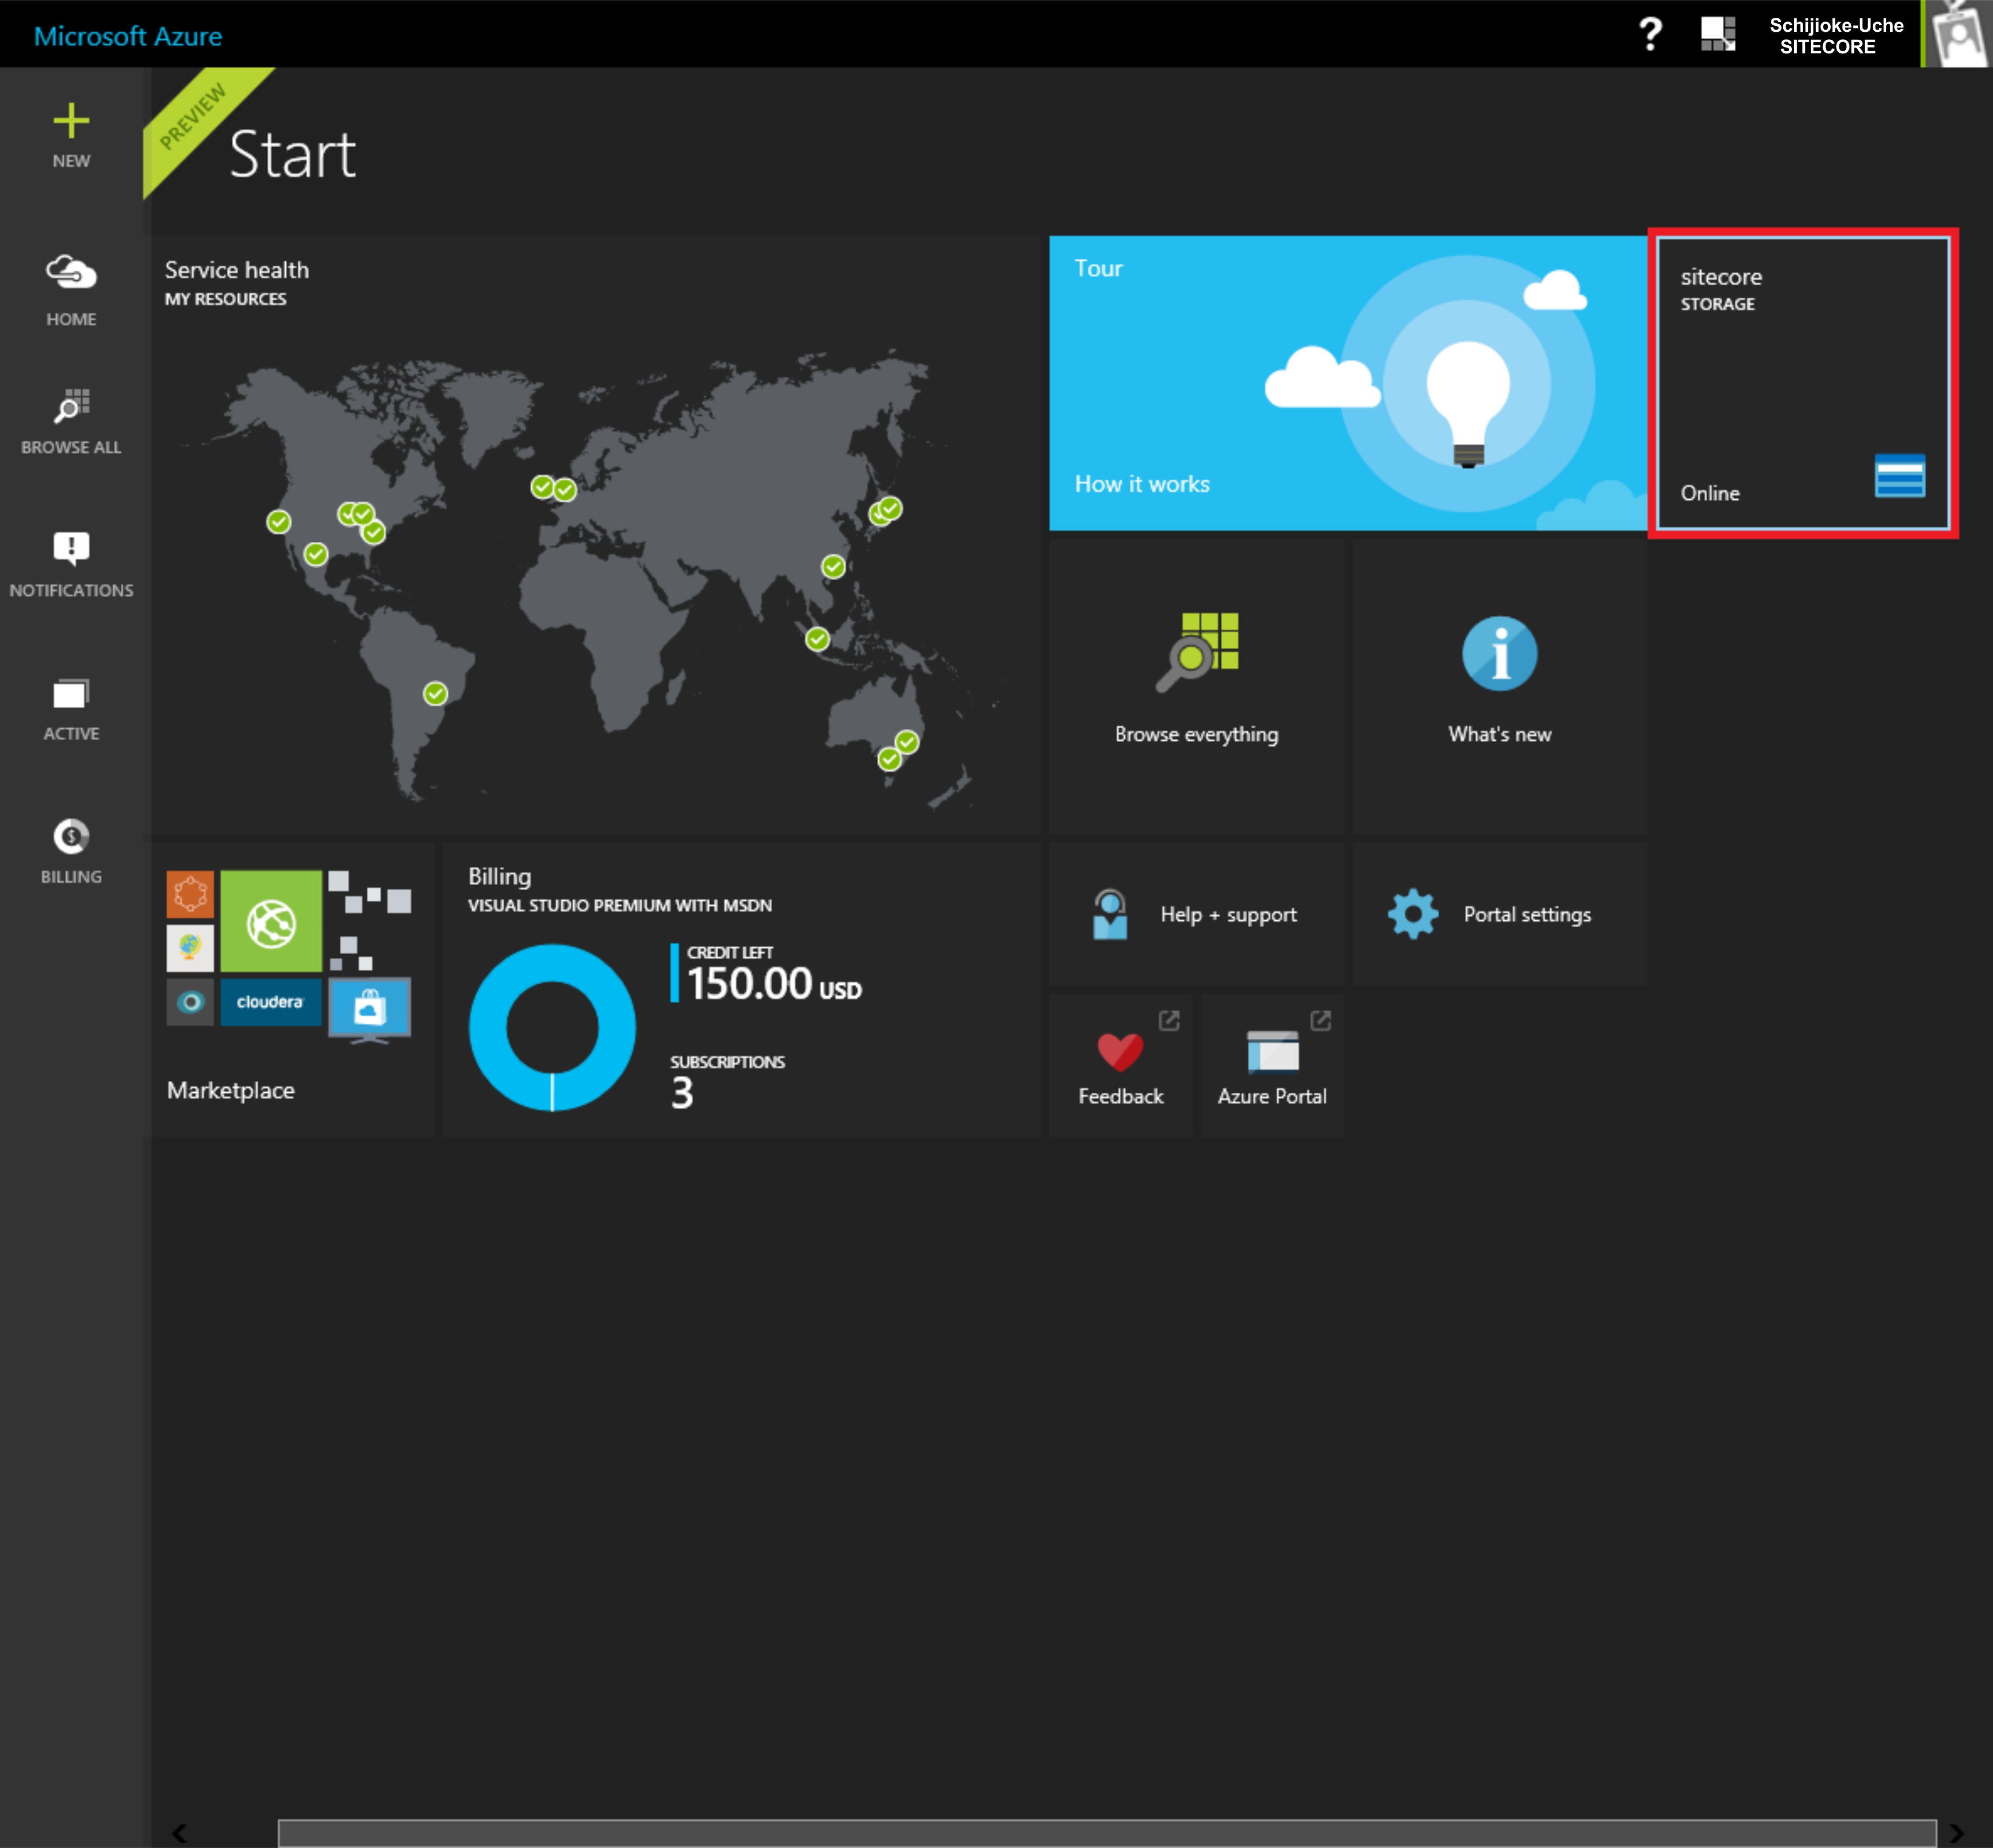 Microsoft Azure
?
Schijioke-Uche
SITECORE
NEW
HOME
BROWSE ALL
NOTIFICATIONS
ACTIVE
BILLING
PREVIEW
Start
Service health
MY RESOURCES
Tour
How it works
sitecore
STORAGE
Online
Browse everything
What's new
Marketplace
cloudera
Billing
VISUAL STUDIO PREMIUM WITH MSDN
CREDIT LEFT
150.00 USD
SUBSCRIPTIONS
3
Help + support
Portal settings
Feedback
Azure Portal